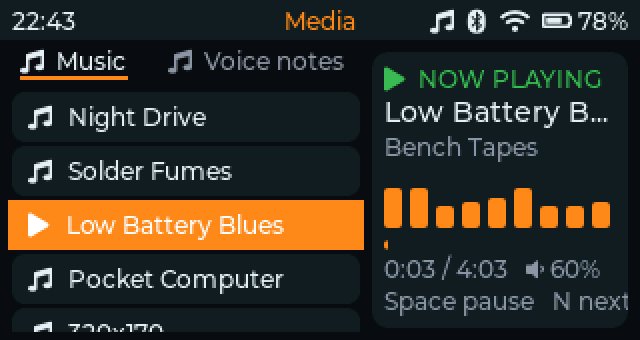 22:43 Media 78%
Music Voice notes
Night Drive
Solder Fumes
Low Battery Blues
Pocket Computer
320x170
NOW PLAYING
Low Battery B...
Bench Tapes
0:03 / 4:03 60%
Space pause N next